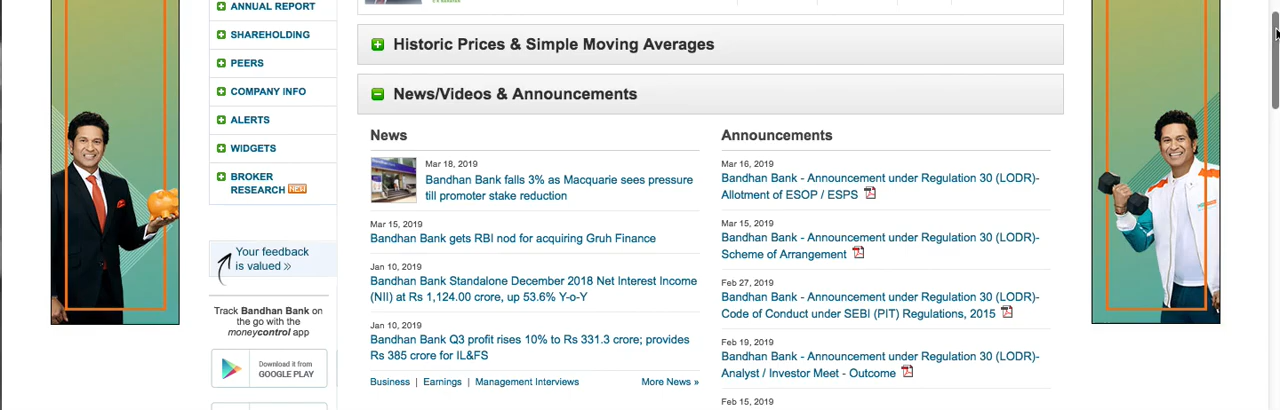 ANNUAL REPORT
SHAREHOLDING
PEERS
COMPANY INFO
ALERTS
WIDGETS
BROKER
RESEARCH NEW
Your feedback
is valued »
Track Bandhan Bank on
the go with the
moneycontrol app
Download it from
GOOGLE PLAY
Historic Prices & Simple Moving Averages
News/Videos & Announcements
News
Mar 18, 2019
Bandhan Bank falls 3% as Macquarie sees pressure
till promoter stake reduction
Mar 15, 2019
Bandhan Bank gets RBI nod for acquiring Gruh Finance
Jan 10, 2019
Bandhan Bank Standalone December 2018 Net Interest Income
(NII) at Rs 1,124.00 crore, up 53.6% Y-o-Y
Jan 10, 2019
Bandhan Bank Q3 profit rises 10% to Rs 331.3 crore; provides
Rs 385 crore for IL&FS
Business | Earnings | Management Interviews More News »
Announcements
Mar 16, 2019
Bandhan Bank - Announcement under Regulation 30 (LODR)-
Allotment of ESOP / ESPS
Mar 15, 2019
Bandhan Bank - Announcement under Regulation 30 (LODR)-
Scheme of Arrangement
Feb 27, 2019
Bandhan Bank - Announcement under Regulation 30 (LODR)-
Code of Conduct under SEBI (PIT) Regulations, 2015
Feb 19, 2019
Bandhan Bank - Announcement under Regulation 30 (LODR)-
Analyst / Investor Meet - Outcome
Feb 15, 2019